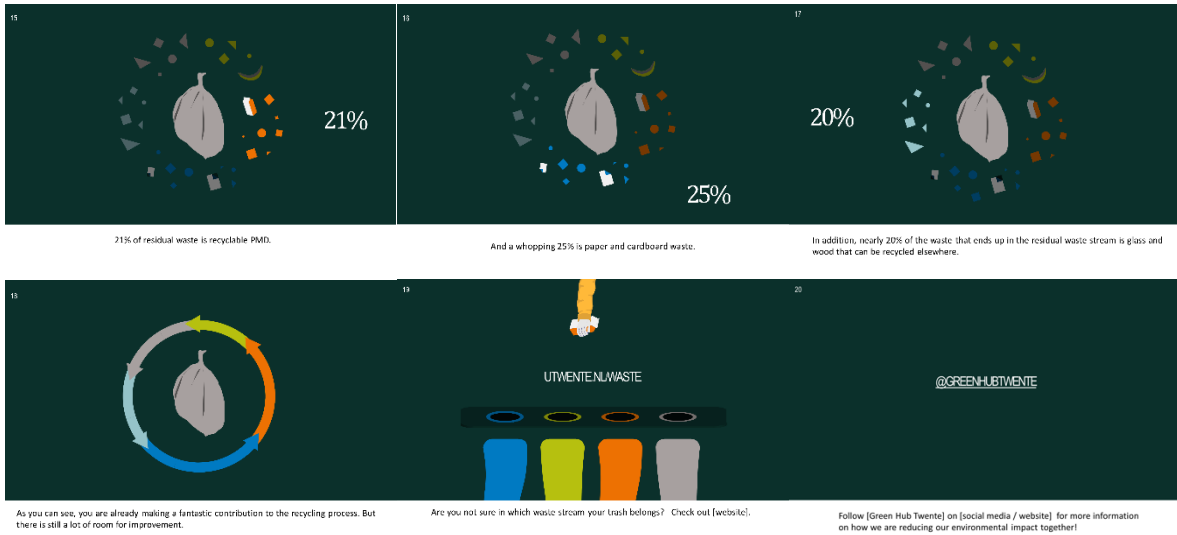 15
21%
21% of residual waste is recyclable PMD.
16
25%
And a whopping 25% is paper and cardboard waste.
17
20%
In addition, nearly 20% of the waste that ends up in the residual waste stream is glass and
wood that can be recycled elsewhere.
18
As you can see, you are already making a fantastic contribution to the recycling process. But
there is still a lot of room for improvement.
19
UTWENTE.NL/WASTE
Are you not sure in which waste stream your trash belongs? Check out [website].
20
@GREENHUBTWENTE
Follow [Green Hub Twente] on [social media / website] for more information
on how we are reducing our environmental impact together!